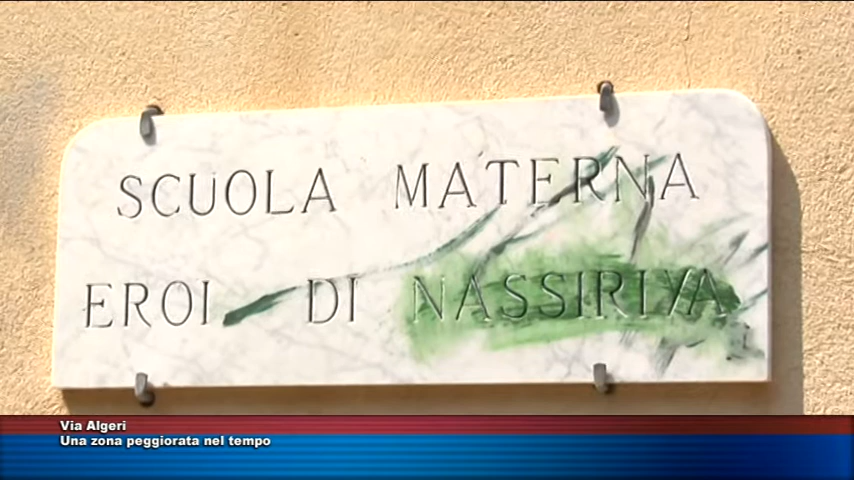 SCUOLA MATERNA
EROI DI NASSIRIYA
Via Algeri
Una zona peggiorata nel tempo